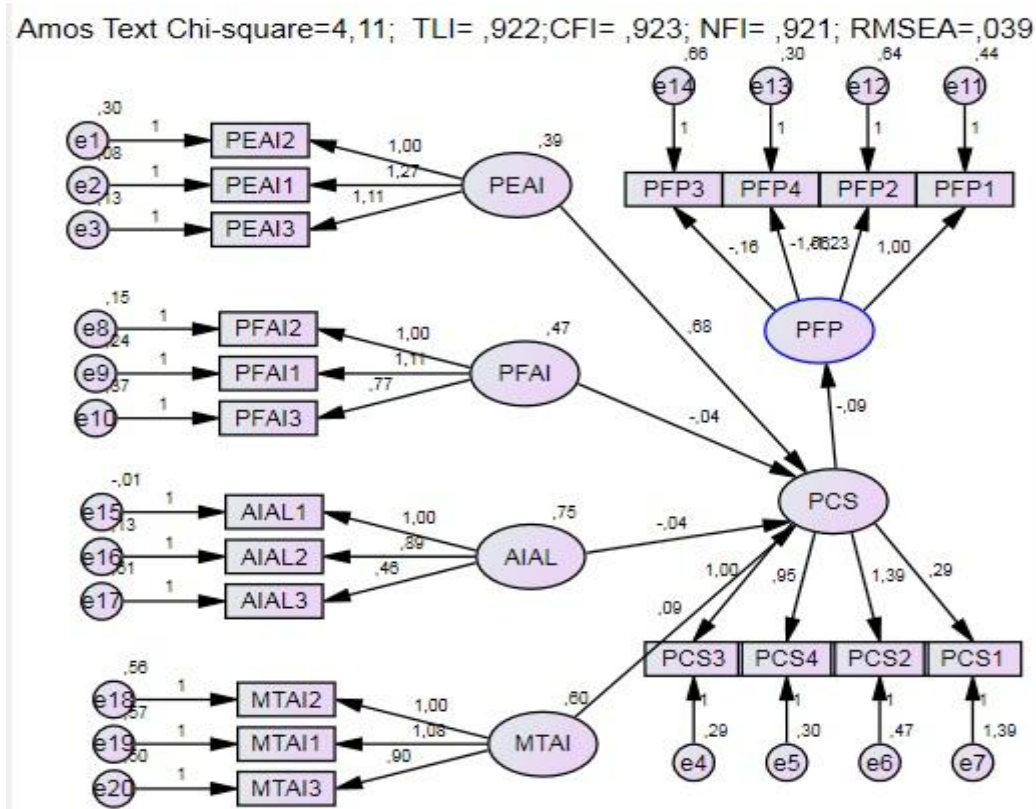 Amos Text Chi-square=4,11; TLI= ,922;CFI= ,923; NFI= ,921; RMSEA=,039
,66 ,30 ,64 ,44
e14 e13 e12 e11
1 1 1 1
PFP3 PFP4 PFP2 PFP1
-,16 1,00
PFP
-,09
,30
e1 1 PEAI2 1,00
,08
e2 1 PEAI1 1,27
,13
e3 1 PEAI3 1,11
,39
PEAI
,68
,15
e8 1 PFAI2 1,00
,24
e9 1 PFAI1 1,11
e10 1 PFAI3 ,77
,47
PFAI
-,04
PCS
-,01
e15 1 AIAL1 1,00
,13
e16 1 AIAL2 ,89
e17 1 AIAL3 ,46
,75
AIAL
-,04
1,00 ,95 1,39 ,29
PCS3 PCS4 PCS2 PCS1
1 1 1 1
,29 ,30 ,47 1,39
e4 e5 e6 e7
,56
e18 1 MTAI2 1,00
e19 1 MTAI1 1,08
e20 1 MTAI3 ,90
,60
MTAI
,09